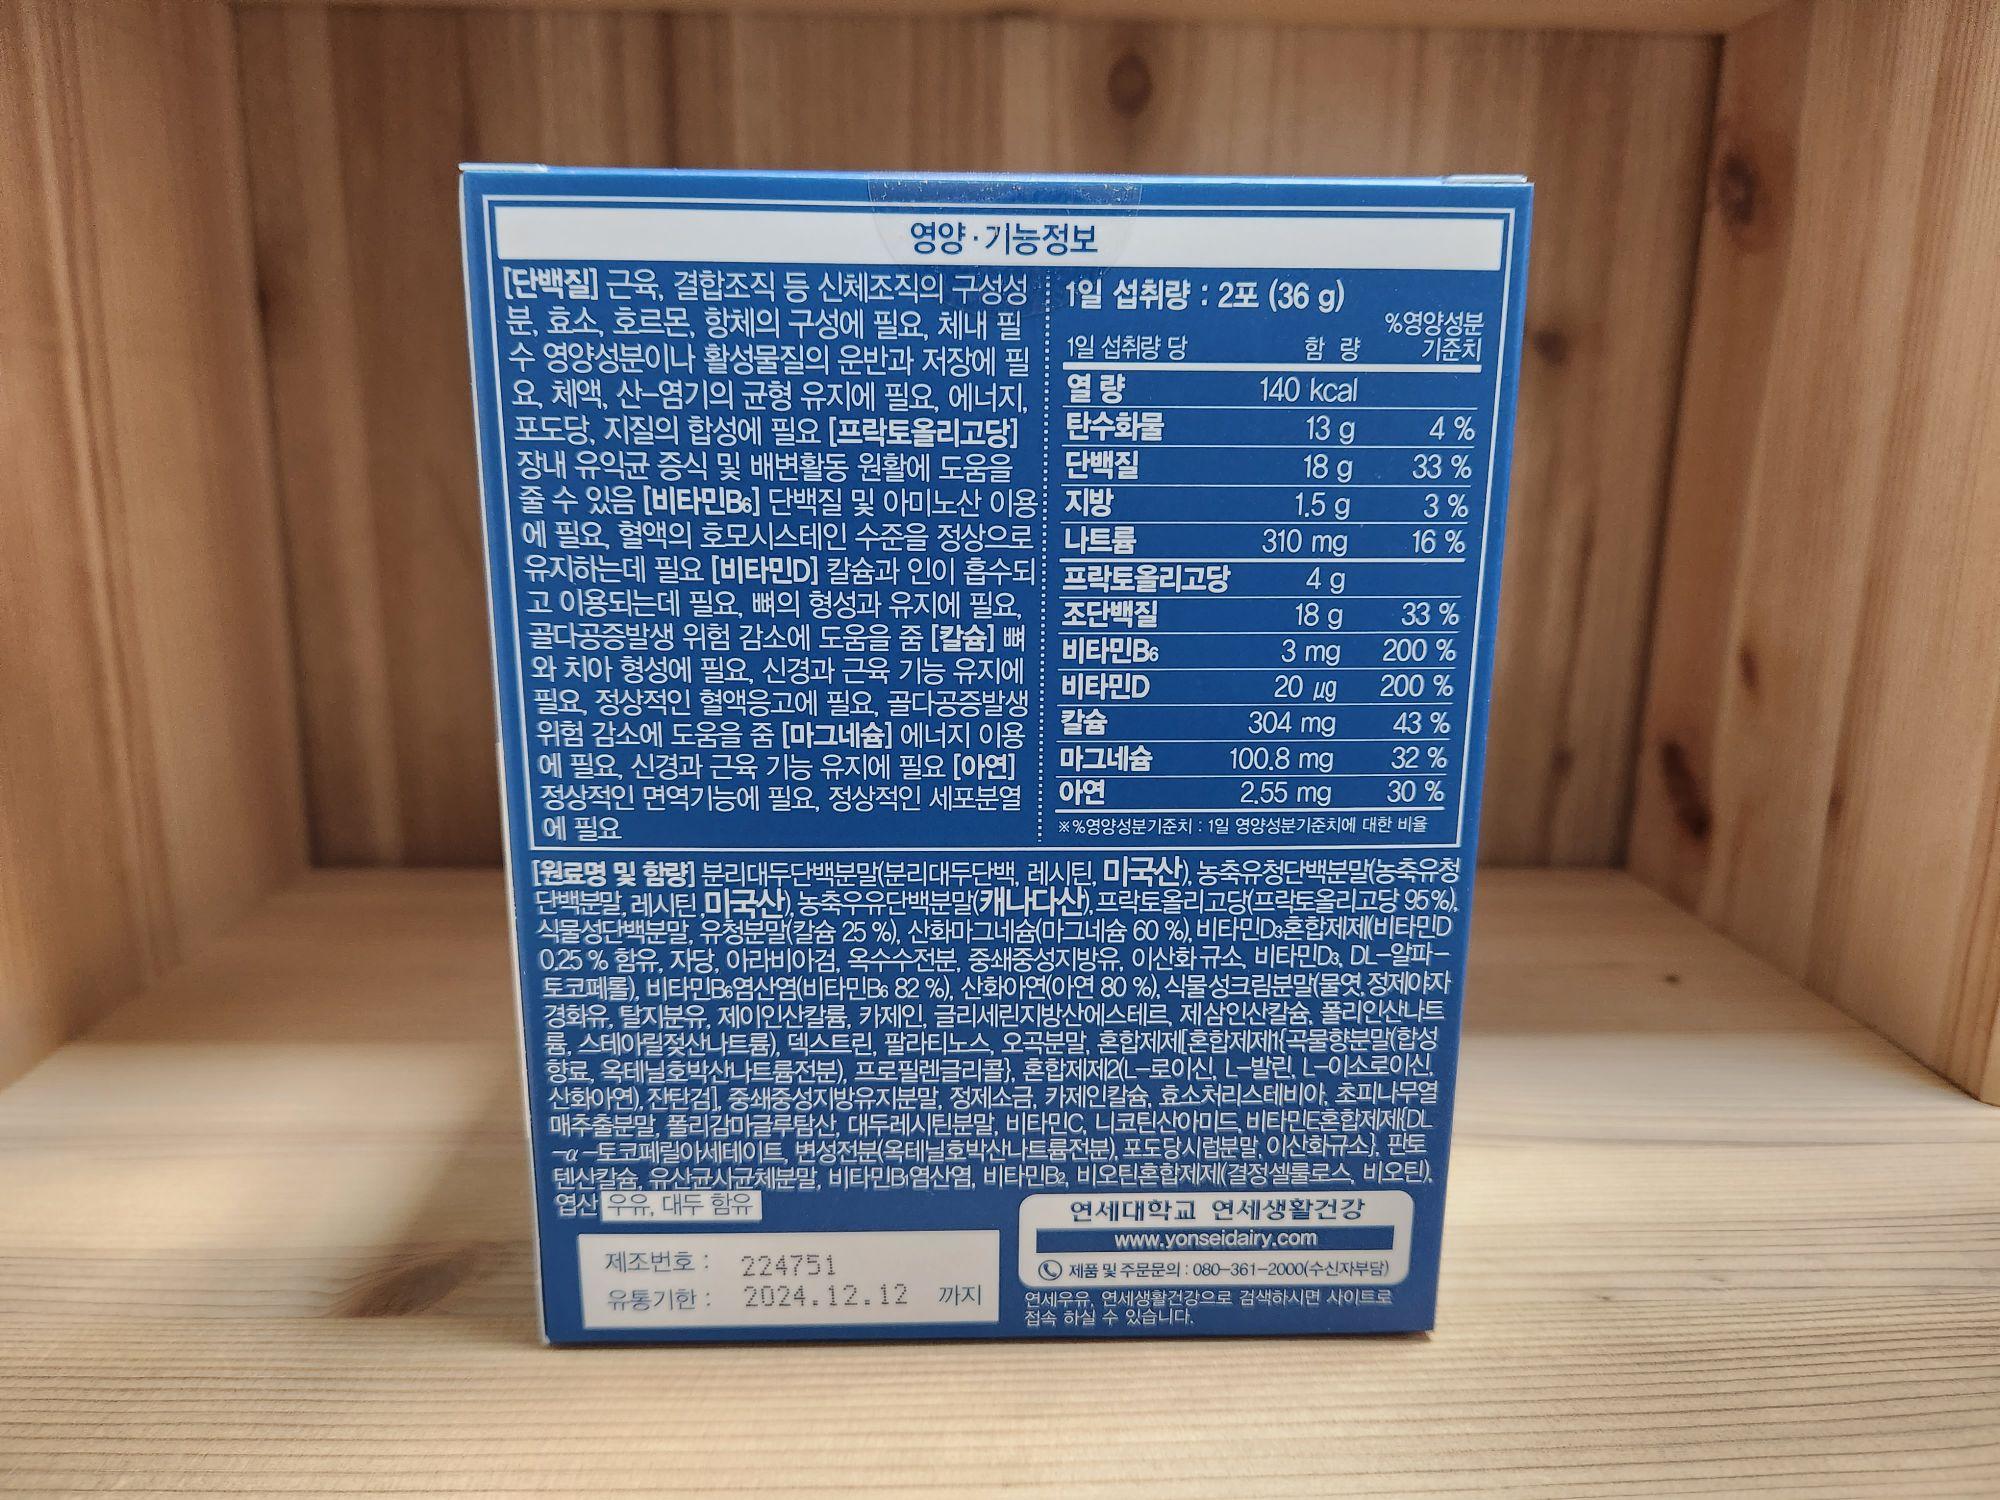 영양·기능정보
[단백질] 근육, 결합조직 등 신체조직의 구성성
분, 효소, 호르몬, 항체의 구성에 필요, 체내 필
수 영양성분이나 활성물질의 운반과 저장에 필
요, 체액, 산-염기의 균형 유지에 필요, 에너지,
포도당, 지질의 합성에 필요 [프락토올리고당]
장내 유익균 증식 및 배변활동 원활에 도움을
줄 수 있음 [비타민B6] 단백질 및 아미노산 이용
에 필요, 혈액의 호모시스테인 수준을 정상으로
유지하는데 필요 [비타민D] 칼슘과 인이 흡수되
고 이용되는데 필요, 뼈의 형성과 유지에 필요,
골다공증발생 위험 감소에 도움을 줌 [칼슘] 뼈
와 치아 형성에 필요, 신경과 근육 기능 유지에
필요, 정상적인 혈액응고에 필요, 골다공증발생
위험 감소에 도움을 줌 [마그네슘] 에너지 이용
에 필요, 신경과 근육 기능 유지에 필요 [아연]
정상적인 면역기능에 필요, 정상적인 세포분열
에 필요
1일 섭취량 : 2포 (36 g)
1일 섭취량 당 함 량 %영양성분
기준치
열 량 140 kcal
탄수화물 13 g 4 %
단백질 18 g 33 %
지방 1.5 g 3 %
나트륨 310 mg 16 %
프락토올리고당 4 g
조단백질 18 g 33 %
비타민B6 3 mg 200 %
비타민D 20 μg 200 %
칼슘 304 mg 43 %
마그네슘 100.8 mg 32 %
아연 2.55 mg 30 %
※%영양성분기준치 : 1일 영양성분기준치에 대한 비율
[원료명 및 함량] 분리대두단백분말(분리대두단백, 레시틴, 미국산), 농축유청단백분말(농축유청
단백분말, 레시틴, 미국산), 농축우유단백분말(캐나다산), 프락토올리고당(프락토올리고당 95%),
식물성단백분말, 유청분말(칼슘 25 %), 산화마그네슘(마그네슘 60 %), 비타민D3혼합제제(비타민D
0.25 % 함유, 자당, 아라비아검, 옥수수전분, 중쇄중성지방유, 이산화규소, 비타민D3, DL-알파-
토코페롤), 비타민B6염산염(비타민B6 82 %), 산화아연(아연 80 %), 식물성크림분말(물엿, 정제야자
경화유, 탈지분유, 제이인산칼륨, 카제인, 글리세린지방산에스테르, 제삼인산칼슘, 폴리인산나트
륨, 스테아릴젖산나트륨), 덱스트린, 팔라티노스, 오곡분말, 혼합제제[혼합제제1{곡물향분말(합성
향료, 옥테닐호박산나트륨전분), 프로필렌글리콜}, 혼합제제2(L-로이신, L-발린, L-이소로이신,
산화아연), 잔탄검], 중쇄중성지방유지분말, 정제소금, 카제인칼슘, 효소처리스테비아, 초피나무열
매추출분말, 폴리감마글루탐산, 대두레시틴분말, 비타민C, 니코틴산아미드, 비타민E혼합제제{DL
-α-토코페릴아세테이트, 변성전분(옥테닐호박산나트륨전분), 포도당시럽분말, 이산화규소}, 판토
텐산칼슘, 유산균사균체분말, 비타민B1염산염, 비타민B2, 비오틴혼합제제(결정셀룰로스, 비오틴),
엽산 우유, 대두 함유
제조번호 : 224751
유통기한 : 2024.12.12 까지
연세대학교 연세생활건강
www.yonseidairy.com
제품 및 주문문의 : 080-361-2000(수신자부담)
연세우유, 연세생활건강으로 검색하시면 사이트로
접속 하실 수 있습니다.